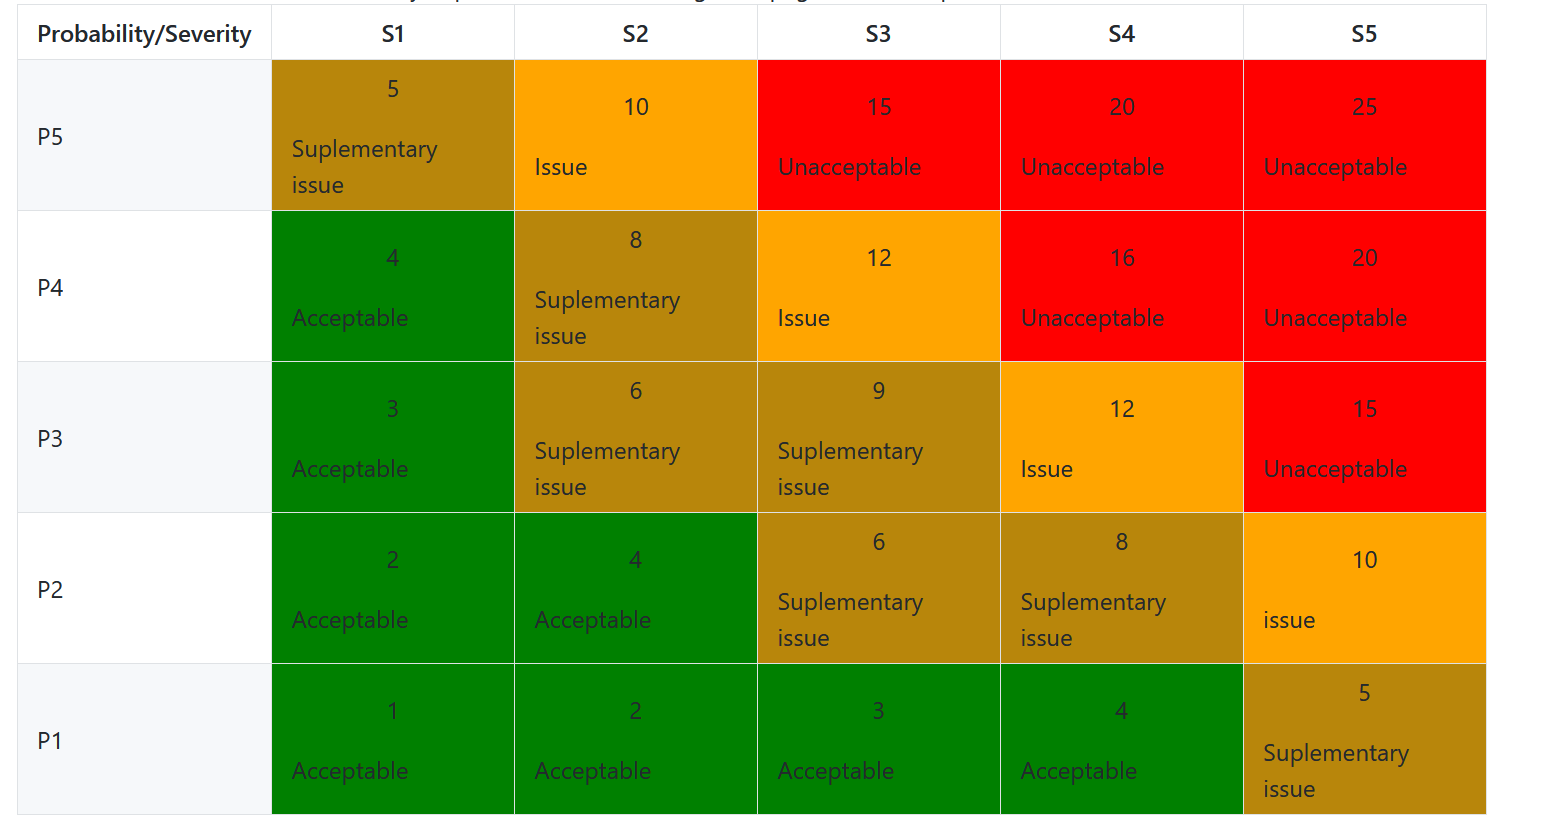 Probability/Severity S1 S2 S3 S4 S5
P5
5
Suplementary
issue
10
Issue
15
Unacceptable
20
Unacceptable
25
Unacceptable
P4
4
Acceptable
8
Suplementary
issue
12
Issue
16
Unacceptable
20
Unacceptable
P3
3
Acceptable
6
Suplementary
issue
9
Suplementary
issue
12
Issue
15
Unacceptable
P2
2
Acceptable
4
Acceptable
6
Suplementary
issue
8
Suplementary
issue
10
issue
P1
1
Acceptable
2
Acceptable
3
Acceptable
4
Acceptable
5
Suplementary
issue